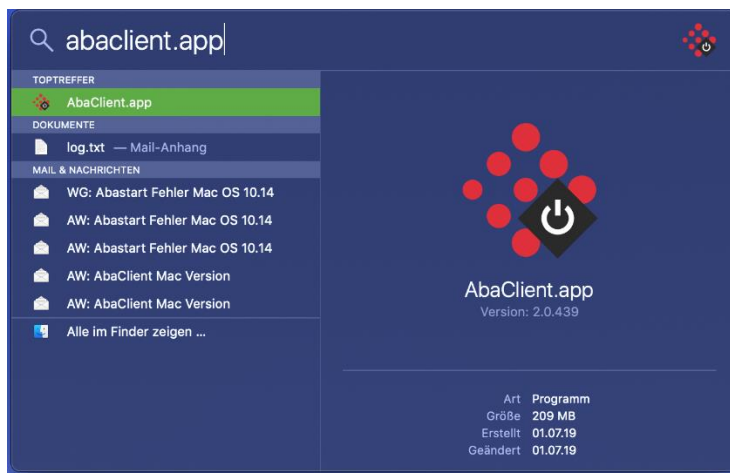 abaclient.app
TOPTREFFER
AbaClient.app
DOKUMENTE
log.txt — Mail-Anhang
MAIL & NACHRICHTEN
WG: Abastart Fehler Mac OS 10.14
AW: Abastart Fehler Mac OS 10.14
AW: Abastart Fehler Mac OS 10.14
AW: AbaClient Mac Version
AW: AbaClient Mac Version
Alle im Finder zeigen ...
AbaClient.app
Version: 2.0.439
Art Programm
Größe 209 MB
Erstellt 01.07.19
Geändert 01.07.19